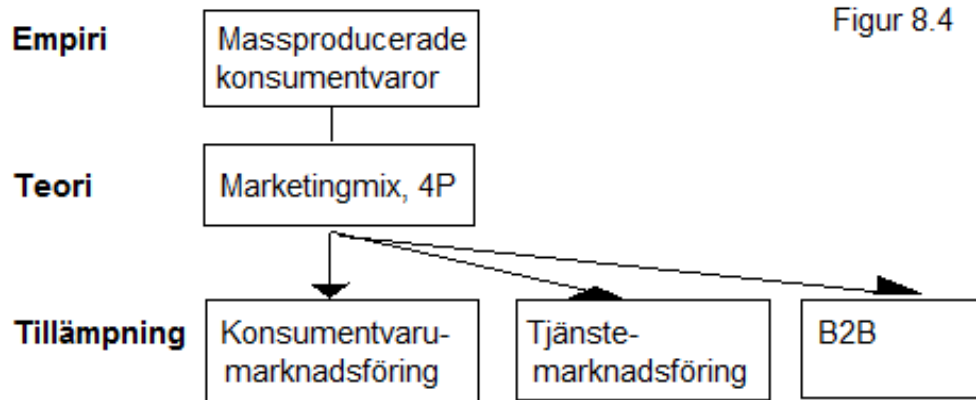 Figur 8.4
Empiri
Massproducerade
konsumentvaror
Teori
Marketingmix, 4P
Tillämpning
Konsumentvaru-
marknadsföring
Tjänste-
marknadsföring
B2B